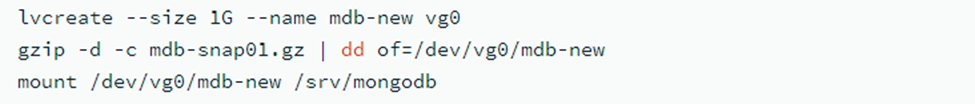 lvcreate --size 1G --name mdb-new vg0
gzip -d -c mdb-snap01.gz | dd of=/dev/vg0/mdb-new
mount /dev/vg0/mdb-new /srv/mongodb